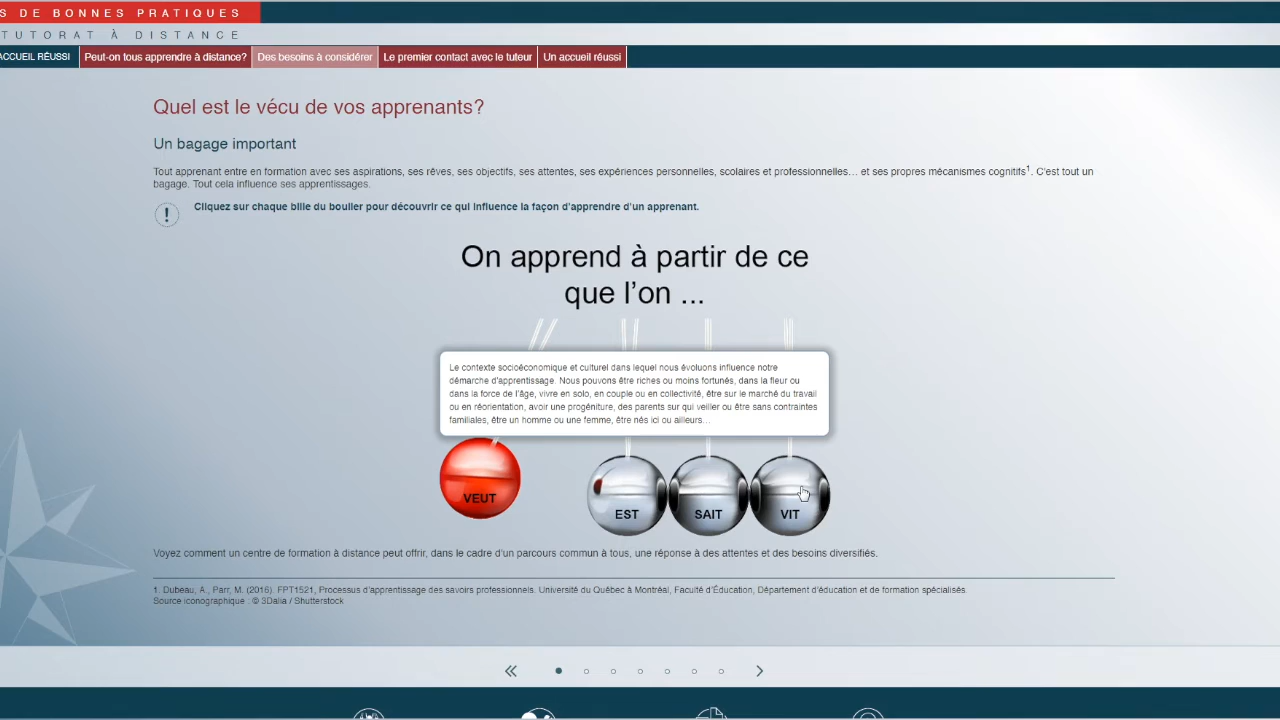 S DE BONNES PRATIQUES
TUTORAT À DISTANCE
ACCUEIL RÉUSSI
Peut-on tous apprendre à distance?
Des besoins à considérer
Le premier contact avec le tuteur
Un accueil réussi
Quel est le vécu de vos apprenants?
Un bagage important
Tout apprenant entre en formation avec ses aspirations, ses rêves, ses objectifs, ses attentes, ses expériences personnelles, scolaires et professionnelles… et ses propres mécanismes cognitifs1. C'est tout un
bagage. Tout cela influence ses apprentissages.
! Cliquez sur chaque bille du boulier pour découvrir ce qui influence la façon d'apprendre d'un apprenant.
On apprend à partir de ce
que l'on ...
Le contexte socioéconomique et culturel dans lequel nous évoluons influence notre
démarche d'apprentissage. Nous pouvons être riches ou moins fortunés, dans la fleur ou
dans la force de l'âge, vivre en solo, en couple ou en collectivité, être sur le marché du travail
ou en réorientation, avoir une progéniture, des parents sur qui veiller ou être sans contraintes
familiales, être un homme ou une femme, être nés ici ou ailleurs…
VEUT
EST
SAIT
VIT
Voyez comment un centre de formation à distance peut offrir, dans le cadre d'un parcours commun à tous, une réponse à des attentes et des besoins diversifiés.
1. Dubeau, A., Parr, M. (2016). FPT1521, Processus d'apprentissage des savoirs professionnels. Université du Québec à Montréal, Faculté d'Éducation, Département d'éducation et de formation spécialisés.
Source iconographique : © 3Dalia / Shutterstock